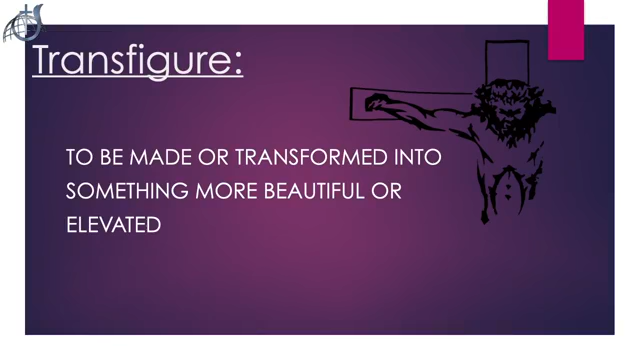 Transfigure:
TO BE MADE OR TRANSFORMED INTO
SOMETHING MORE BEAUTIFUL OR
ELEVATED